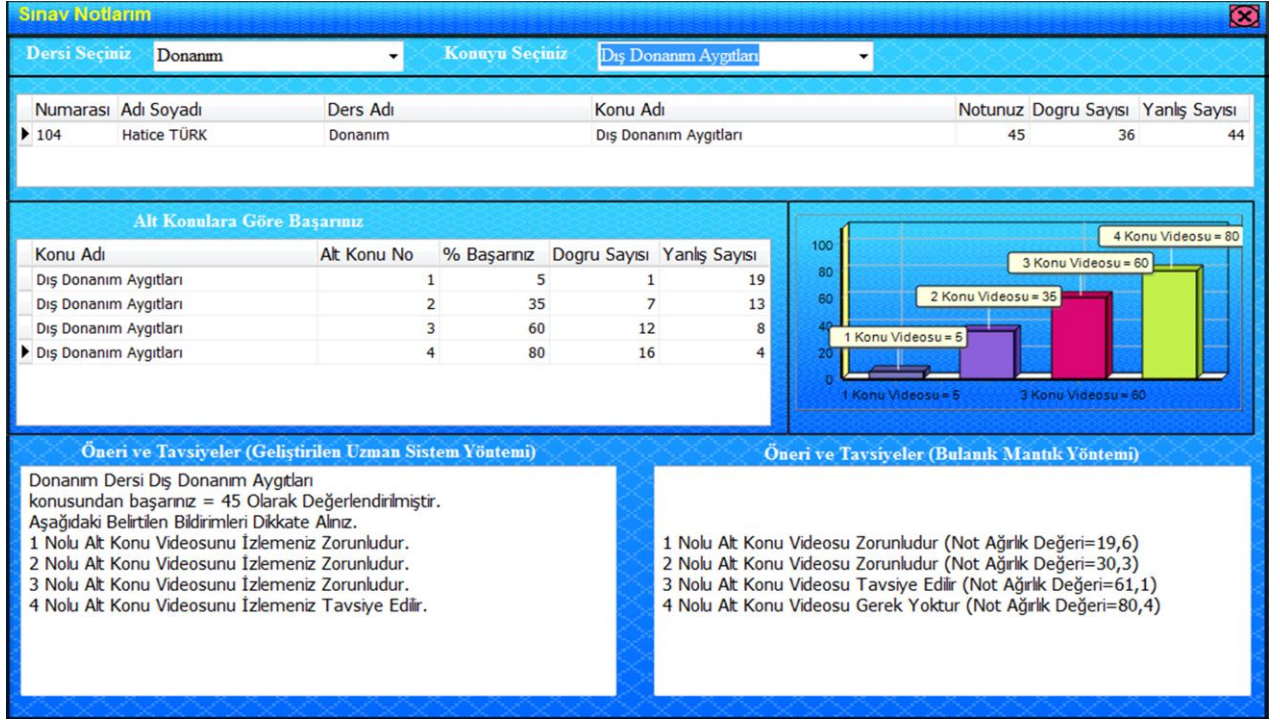 Sınav Notlarım
Dersi Seçiniz Donanım Konuyu Seçiniz Dış Donanım Aygıtları
Numarası Adı Soyadı Ders Adı Konu Adı Notunuz Dogru Sayısı Yanlış Sayısı
104 Hatice TÜRK Donanım Dış Donanım Aygıtları 45 36 44
Alt Konulara Göre Başarınız
Konu Adı Alt Konu No % Başarınız Dogru Sayısı Yanlış Sayısı
Dış Donanım Aygıtları 1 5 1 19
Dış Donanım Aygıtları 2 35 7 13
Dış Donanım Aygıtları 3 60 12 8
Dış Donanım Aygıtları 4 80 16 4
4 Konu Videosu = 80
3 Konu Videosu = 60
2 Konu Videosu = 35
1 Konu Videosu = 5
100
80
60
40
20
0
1 Konu Videosu = 5 3 Konu Videosu = 60
Öneri ve Tavsiyeler (Geliştirilen Uzman Sistem Yöntemi)
Donanım Dersi Dış Donanım Aygıtları
konusundan başarınız = 45 Olarak Değerlendirilmiştir.
Aşağıdaki Belirtilen Bildirimleri Dikkate Alınız.
1 Nolu Alt Konu Videosunu İzlemeniz Zorunludur.
2 Nolu Alt Konu Videosunu İzlemeniz Zorunludur.
3 Nolu Alt Konu Videosunu İzlemeniz Zorunludur.
4 Nolu Alt Konu Videosunu İzlemeniz Tavsiye Edilir.
Öneri ve Tavsiyeler (Bulanık Mantık Yöntemi)
1 Nolu Alt Konu Videosu Zorunludur (Not Ağırlık Değeri=19,6)
2 Nolu Alt Konu Videosu Zorunludur (Not Ağırlık Değeri=30,3)
3 Nolu Alt Konu Videosu Tavsiye Edilir (Not Ağırlık Değeri=61,1)
4 Nolu Alt Konu Videosu Gerek Yoktur (Not Ağırlık Değeri=80,4)